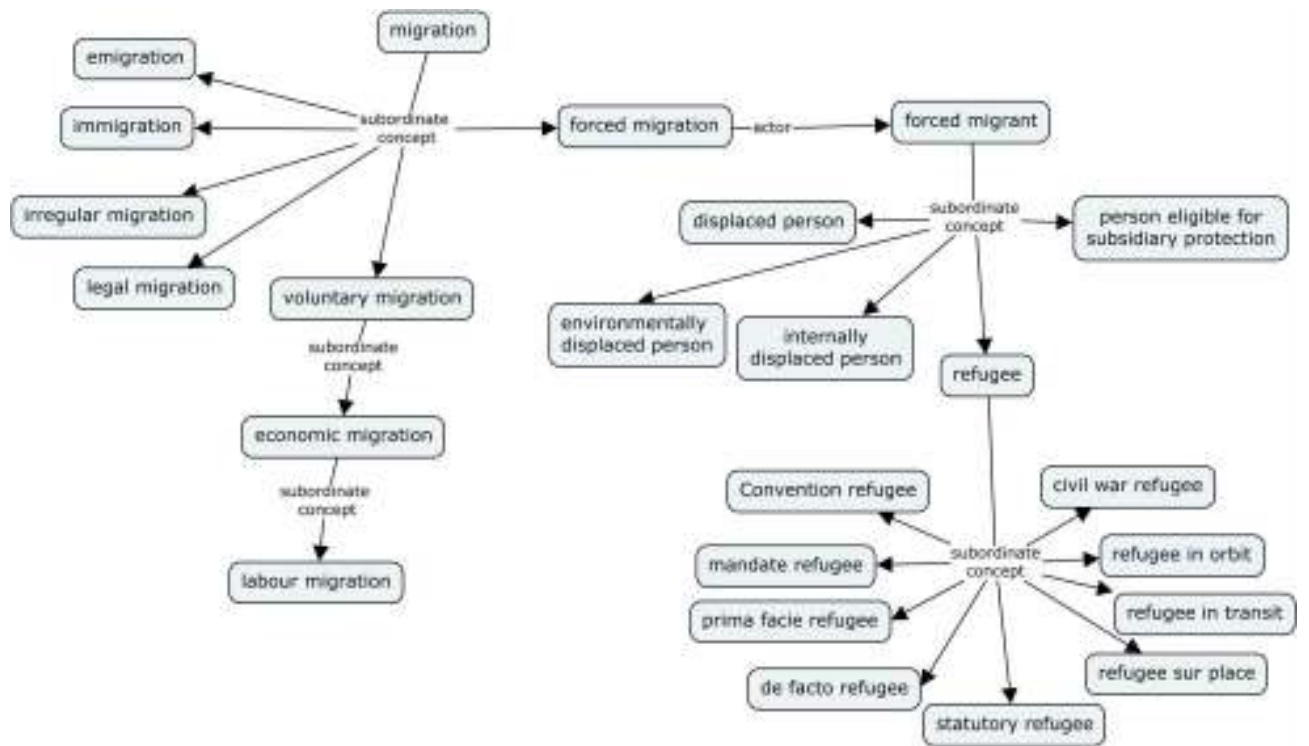 migration
emigration
immigration
subordinate
concept
forced migration
actor
forced migrant
irregular migration
legal migration
voluntary migration
subordinate
concept
economic migration
subordinate
concept
labour migration
displaced person
subordinate
concept
person eligible for
subsidiary protection
environmentally
displaced person
internally
displaced person
refugee
Convention refugee
civil war refugee
mandate refugee
subordinate
concept
refugee in orbit
prima facie refugee
refugee in transit
de facto refugee
refugee sur place
statutory refugee